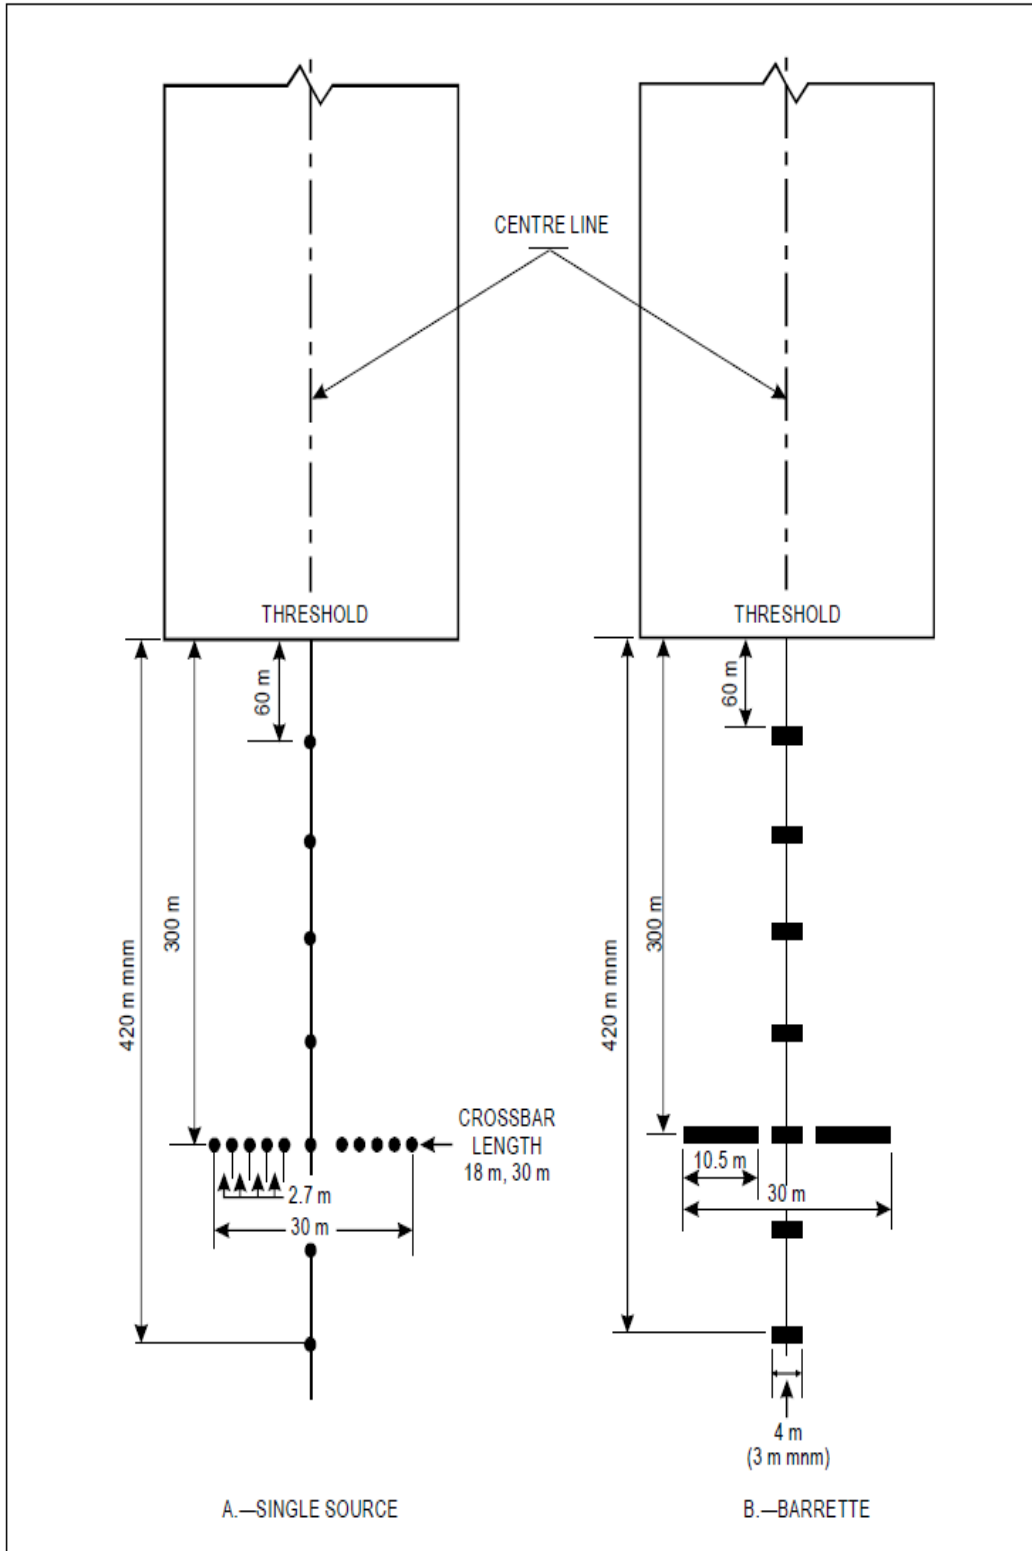 CENTRE LINE
THRESHOLD
THRESHOLD
60 m
60 m
300 m
300 m
420 m mnm
420 m mnm
CROSSBAR
LENGTH
18 m, 30 m
2.7 m
30 m
10.5 m
30 m
4 m
(3 m mnm)
A.—SINGLE SOURCE
B.—BARRETTE